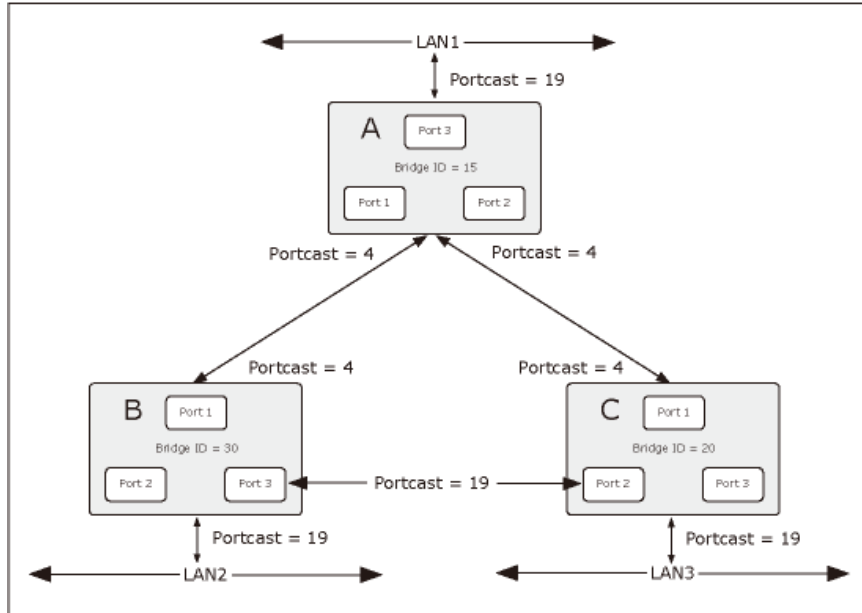 LAN1
Portcast = 19
A
Port 3
Bridge ID = 15
Port 1
Port 2
Portcast = 4
Portcast = 4
Portcast = 4
Portcast = 4
B
Port 1
C
Port 1
Bridge ID = 30
Bridge ID = 20
Port 2
Port 3
Portcast = 19
Port 2
Port 3
Portcast = 19
Portcast = 19
LAN2
LAN3